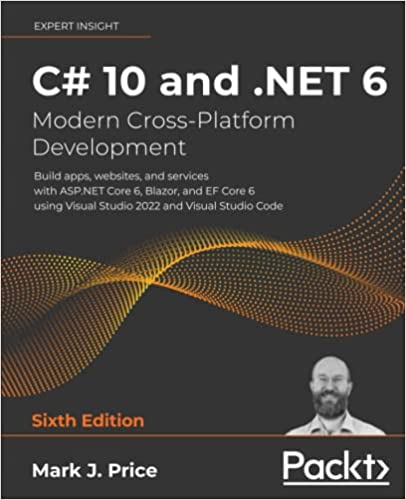 EXPERT INSIGHT
C# 10 and .NET 6
Modern Cross-Platform
Development
Build apps, websites, and services
with ASP.NET Core 6, Blazor, and EF Core 6
using Visual Studio 2022 and Visual Studio Code
Sixth Edition
Mark J. Price
Packt>